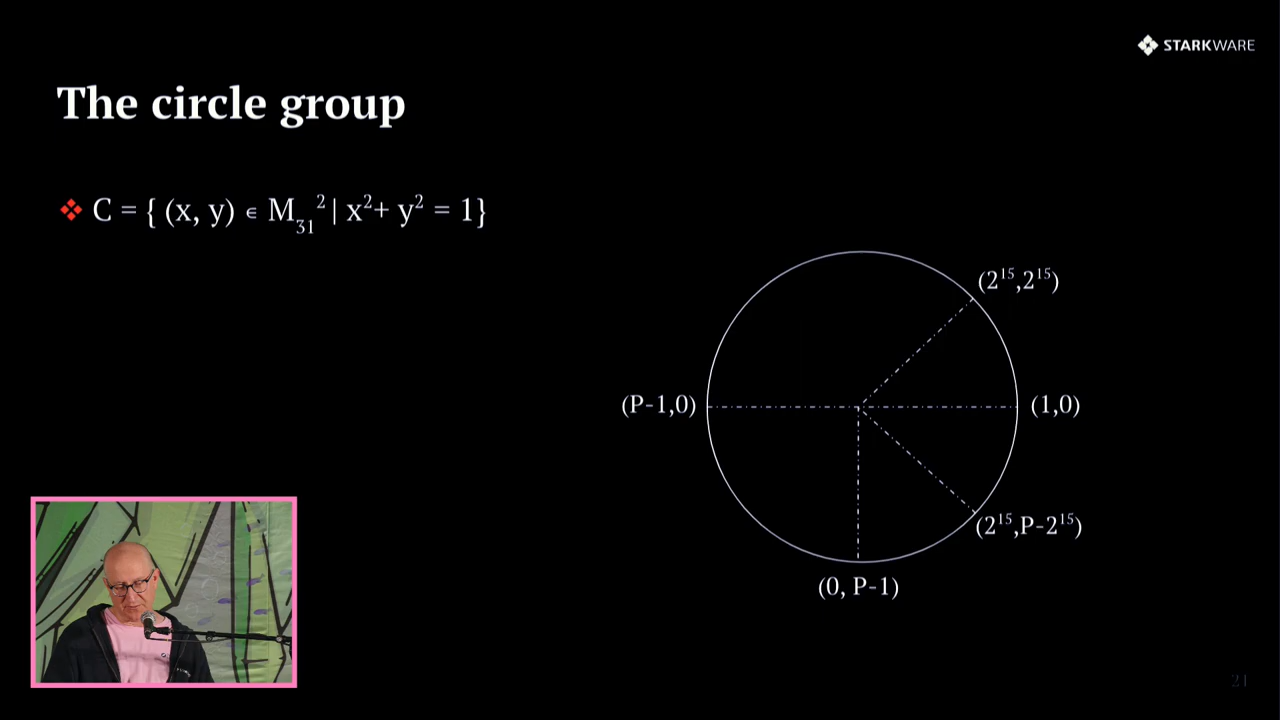 STARKWARE
The circle group
C = { (x, y) ∊ M₃₁² | x² + y² = 1}
(2¹⁵,2¹⁵)
(P-1,0)
(1,0)
(2¹⁵,P-2¹⁵)
(0, P-1)
21